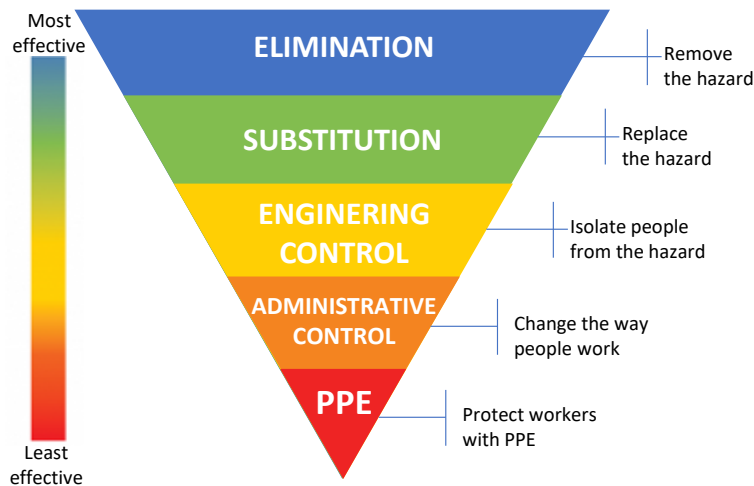 Most
effective
ELIMINATION
Remove
the hazard
SUBSTITUTION
Replace
the hazard
ENGINERING
CONTROL
Isolate people
from the hazard
ADMINISTRATIVE
CONTROL
Change the way
people work
PPE
Protect workers
with PPE
Least
effective